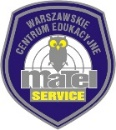 WARSZAWSKIE
CENTRUM EDUKACYJNE
MaTel
SERVICE